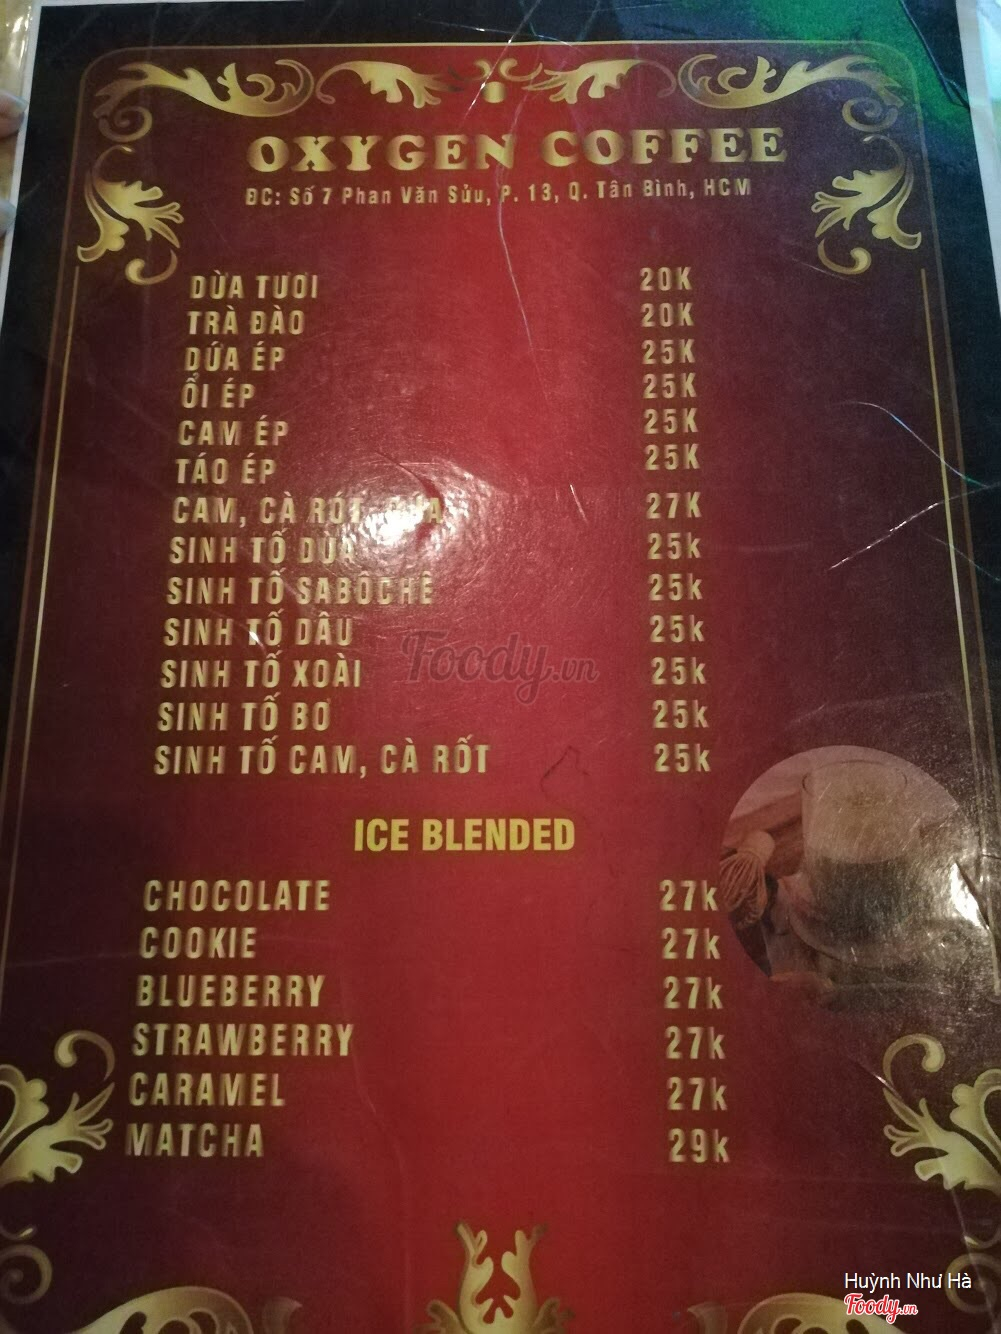 OXYGEN COFFEE
ĐC: Số 7 Phan Văn Sửu, P. 13, Q. Tân Bình, HCM
DỪA TƯƠI 20K
TRÀ ĐÀO 20K
DỨA ÉP 25K
ỔI ÉP 25K
CAM ÉP 25K
TÁO ÉP 25K
CAM, CÀ RỐT, 27K
SINH TỐ DỪA 25k
SINH TỐ SABÔCHÊ 25k
SINH TỐ DÂU 25k
Foody.vn
SINH TỐ XOÀI 25k
SINH TỐ BƠ 25k
SINH TỐ CAM, CÀ RỐT 25k
ICE BLENDED
CHOCOLATE 27k
COOKIE 27k
BLUEBERRY 27k
STRAWBERRY 27k
CARAMEL 27k
MATCHA 29k
Huỳnh Như Hà
Foody.vn